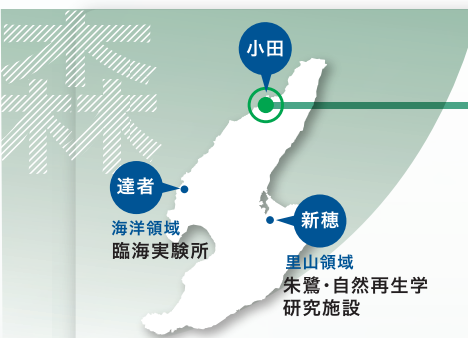 森
小田
達者
海洋領域
臨海実験所
新穂
里山領域
朱鷺・自然再生学
研究施設